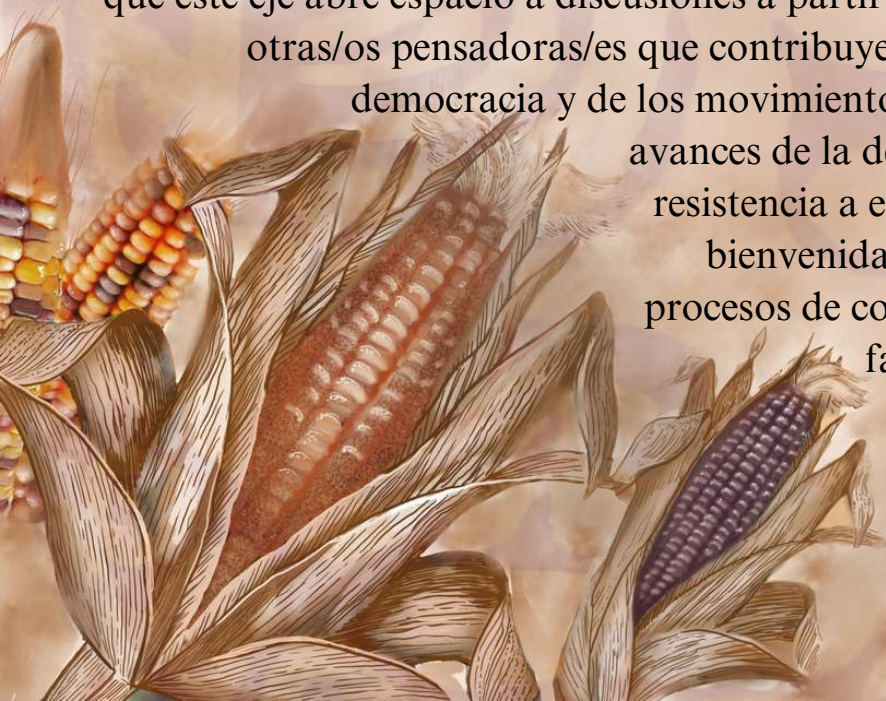 que este eje abre espacio a discusiones a partir
otras/os pensadoras/es que contribuye
democracia y de los movimiento
avances de la de
resistencia a e
bienvenida
procesos de co
fa